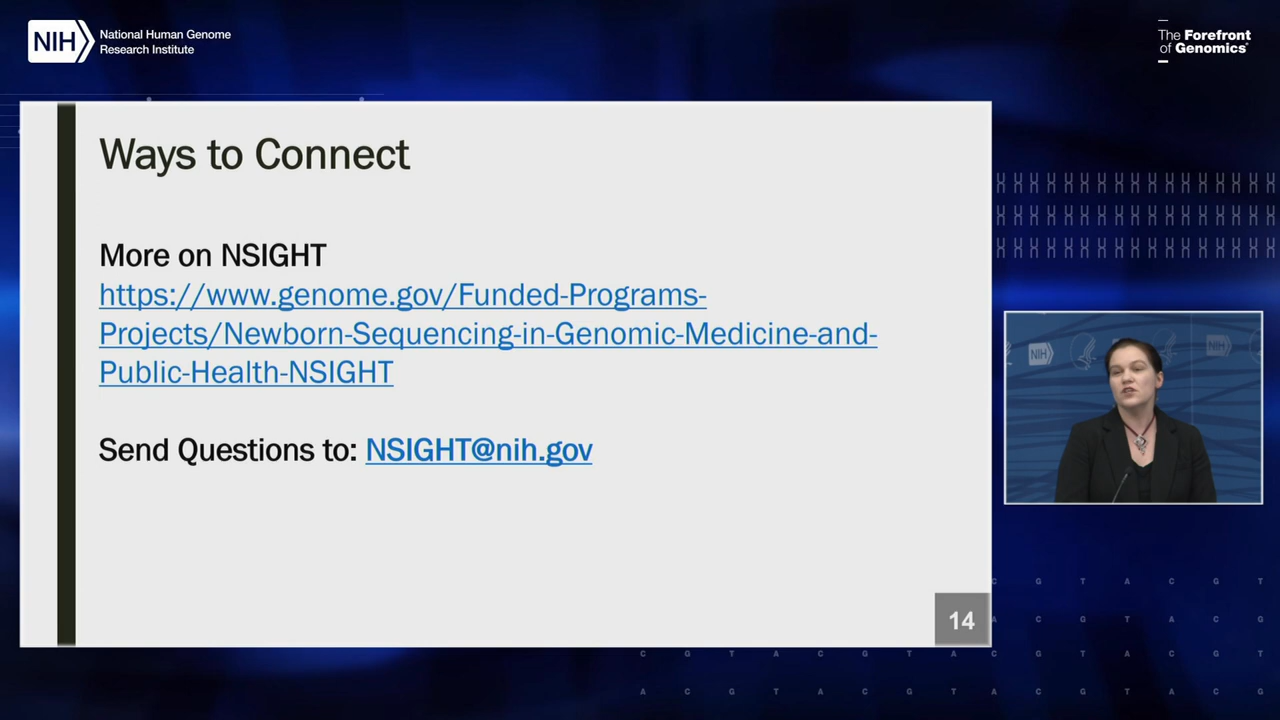 NIH
National Human Genome
Research Institute
The Forefront
of Genomics®
Ways to Connect
More on NSIGHT
https://www.genome.gov/Funded-Programs-
Projects/Newborn-Sequencing-in-Genomic-Medicine-and-
Public-Health-NSIGHT
Send Questions to: NSIGHT@nih.gov
14
NIH
NIH
C G T A C G T
A C G T A C G
C G T A C G T A C G T A C G T
A C G T A C G T A C G T A C G